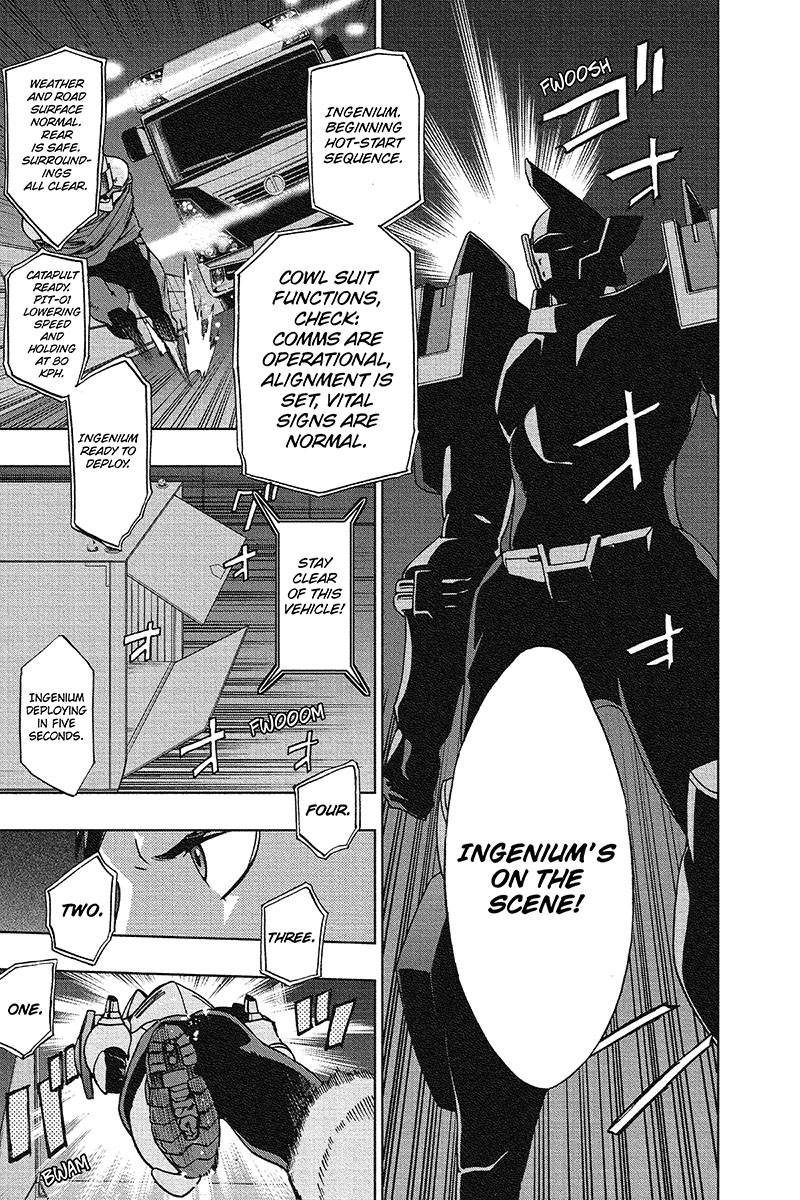 FWOOSH
ゴオ
INGENIUM'S
ON THE
SCENE!
INGENIUM.
BEGINNING
HOT-START
SEQUENCE.
COWL SUIT
FUNCTIONS,
CHECK:
COMMS ARE
OPERATIONAL,
ALIGNMENT IS
SET, VITAL
SIGNS ARE
NORMAL.
WEATHER
AND ROAD
SURFACE
NORMAL.
REAR
IS SAFE.
SURROUND-
INGS
ALL CLEAR.
CATAPULT
READY.
PIT-01
LOWERING
SPEED
AND
HOLDING
AT 80
KPH.
INGENIUM
READY TO
DEPLOY.
STAY
CLEAR
OF THIS
VEHICLE!
INGENIUM
DEPLOYING
IN FIVE
SECONDS.
FWOOOM
FOUR.
THREE.
TWO.
ONE.
BWAM